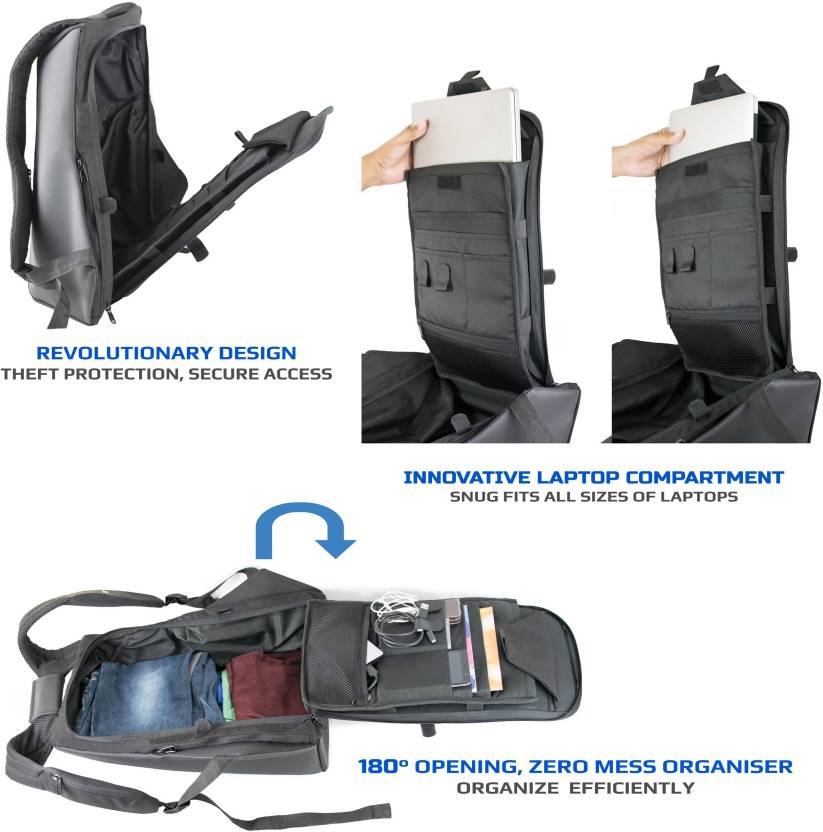 REVOLUTIONARY DESIGN
THEFT PROTECTION, SECURE ACCESS
INNOVATIVE LAPTOP COMPARTMENT
SNUG FITS ALL SIZES OF LAPTOPS
180º OPENING, ZERO MESS ORGANISER
ORGANIZE EFFICIENTLY